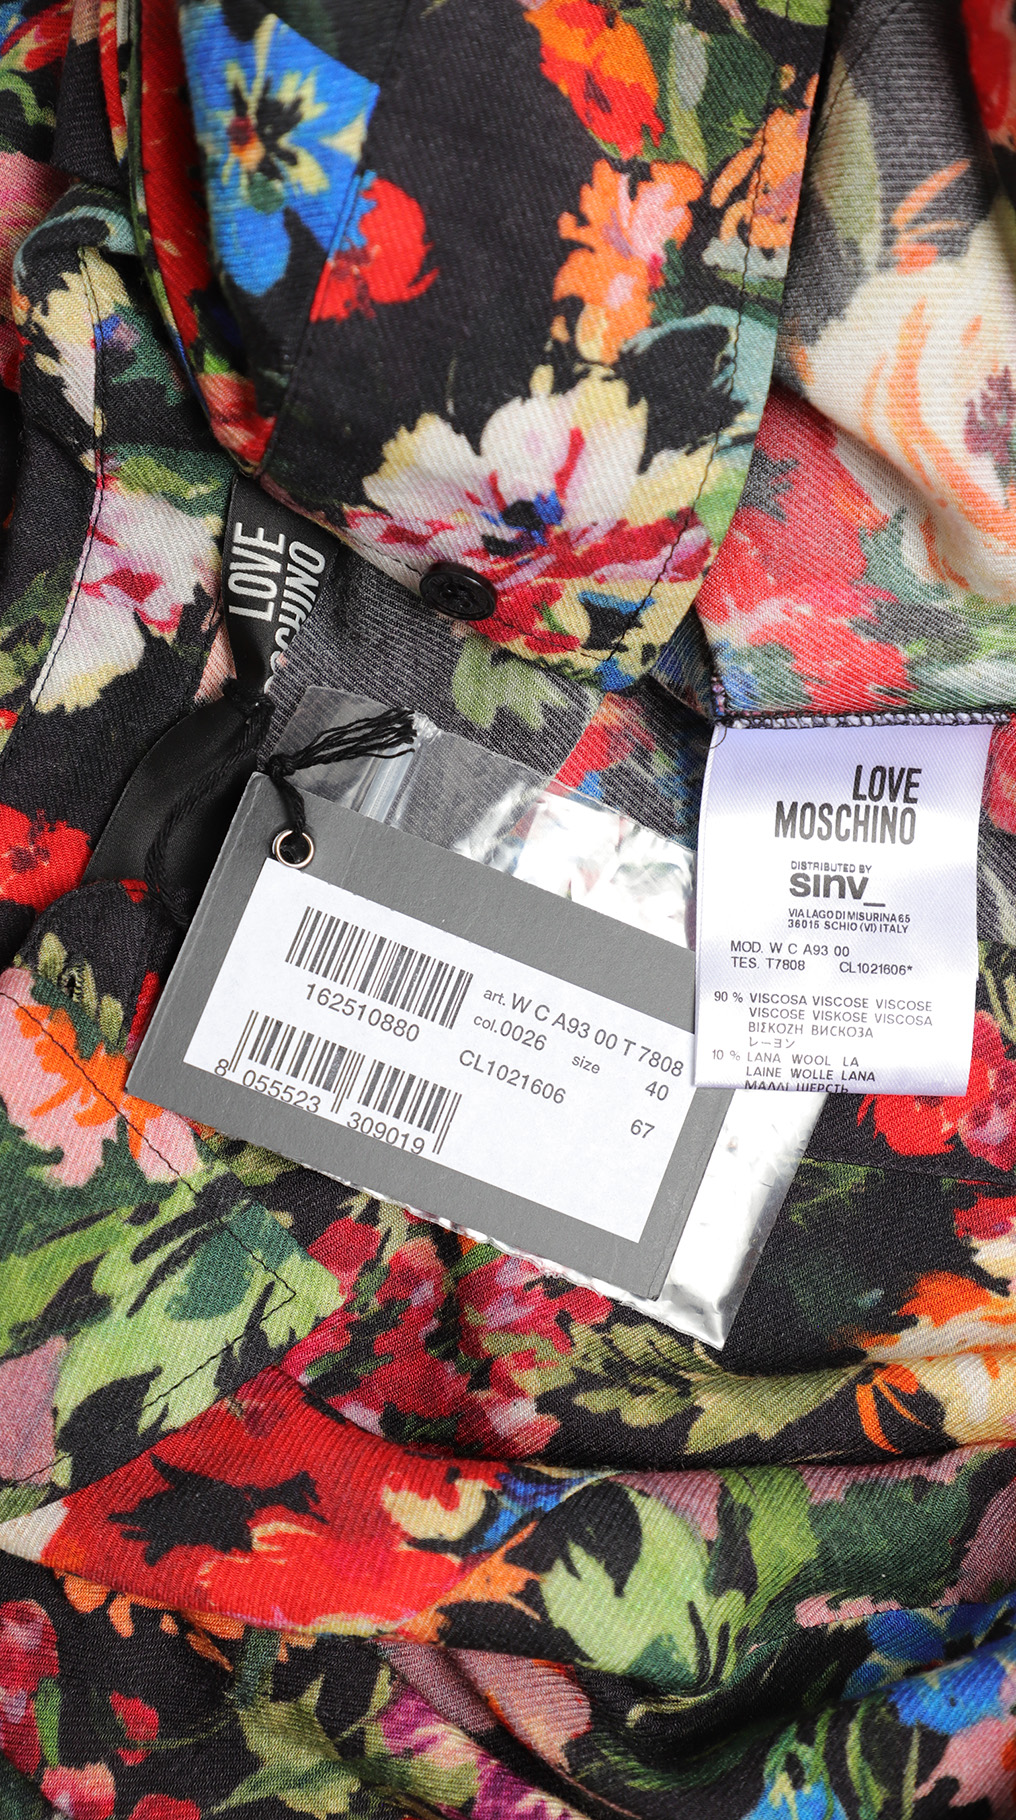 LOVE
MOSCHINO
LOVE
MOSCHINO
DISTRIBUTED BY
sinv_
VIA LAGO DI MISURINA 65
36015 SCHIO (VI) ITALY
MOD. W C A93 00
TES. T7808 CL1021606*
90 % VISCOSA VISCOSE VISCOSE
VISCOSE VISKOSE VISCOSA
ΒΙΣΚΟΖΗ ВИСКОЗА
レーヨン
10 % LANA WOOL LA
LAINE WOLLE LANA
ΜΑΛΛΙ ШЕРСТЬ
162510880
art. W C A93 00 T 7808
col. 0026 size 40
CL1021606 67
8 055523 309019